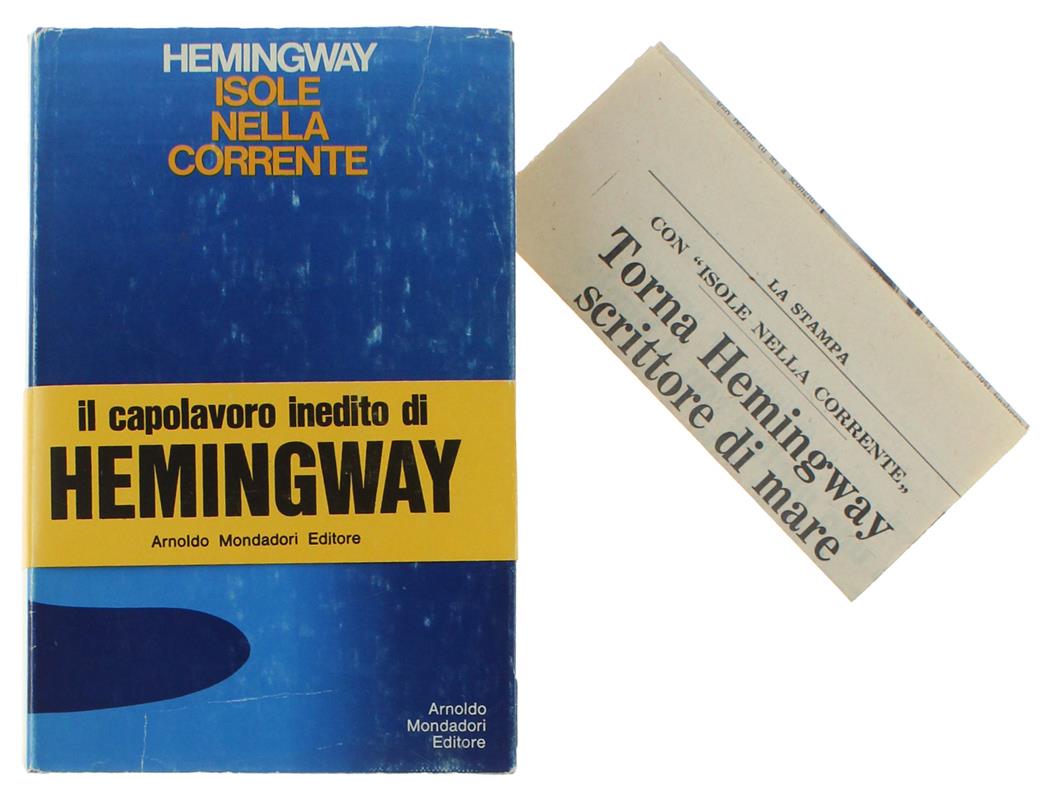 HEMINGWAY
ISOLE
NELLA
CORRENTE
il capolavoro inedito di
HEMINGWAY
Arnoldo Mondadori Editore
Arnoldo
Mondadori
Editore
LA STAMPA
CON “ISOLE NELLA CORRENTE„
Torna Hemingway
scrittore di mare